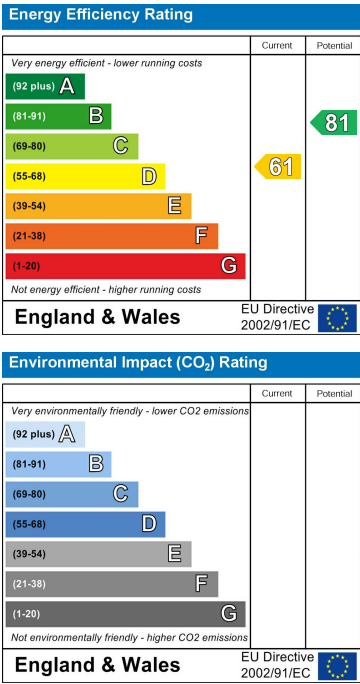 Energy Efficiency Rating
Current Potential
Very energy efficient - lower running costs
(92 plus) A
(81-91) B
(69-80) C
(55-68) D
(39-54) E
(21-38) F
(1-20) G
61
81
Not energy efficient - higher running costs
England & Wales
EU Directive
2002/91/EC
Environmental Impact (CO₂) Rating
Current Potential
Very environmentally friendly - lower CO2 emissions
(92 plus) A
(81-91) B
(69-80) C
(55-68) D
(39-54) E
(21-38) F
(1-20) G
Not environmentally friendly - higher CO2 emissions
England & Wales
EU Directive
2002/91/EC